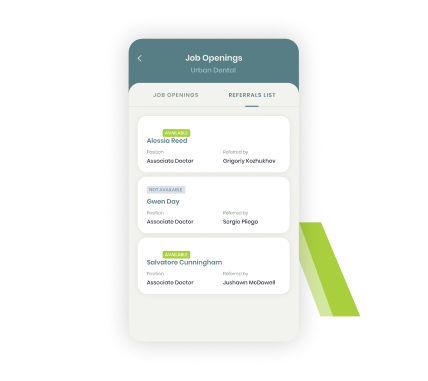 Job Openings
Urban Dental
JOB OPENINGS REFERRALS LIST
AVAILABLE
Alessia Reed
Position Referred by
Associate Doctor Grigoriy Kozhukhov
NOT AVAILABLE
Gwen Day
Position Referred by
Associate Doctor Sergio Pliego
AVAILABLE
Salvatore Cunningham
Position Referred by
Associate Doctor Jushawn McDowell